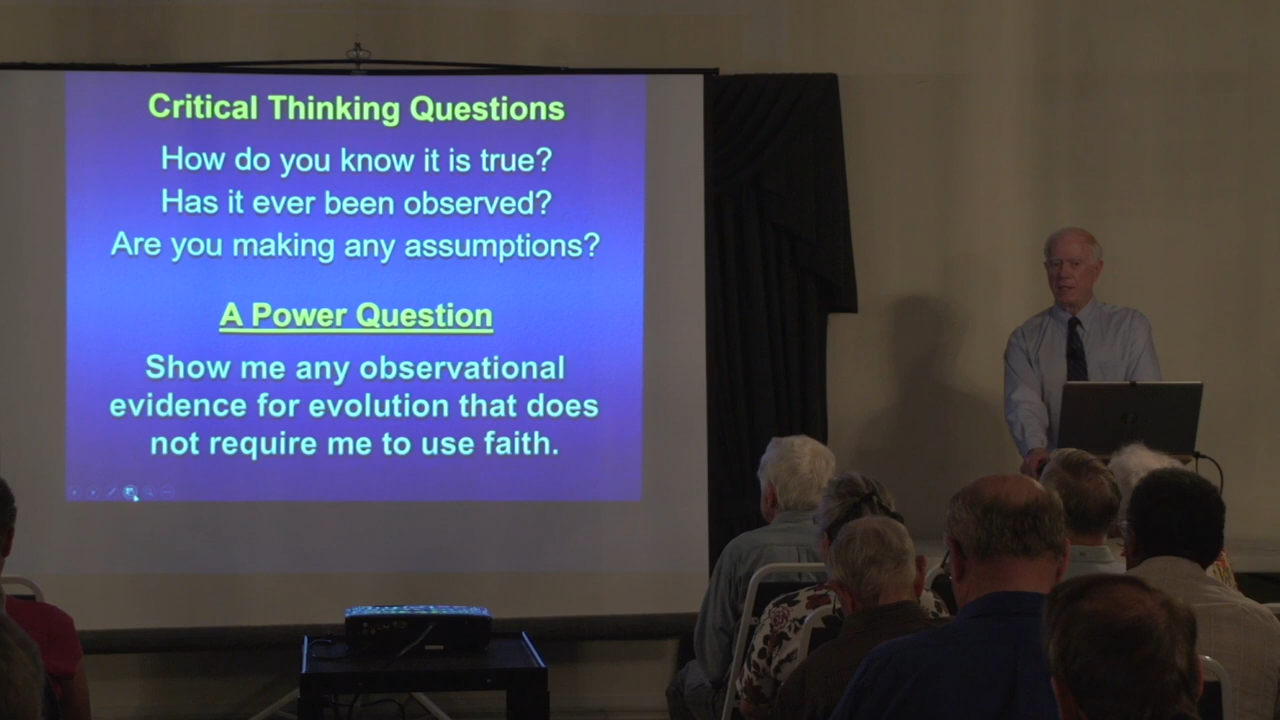 Critical Thinking Questions
How do you know it is true?
Has it ever been observed?
Are you making any assumptions?
A Power Question
Show me any observational
evidence for evolution that does
not require me to use faith.